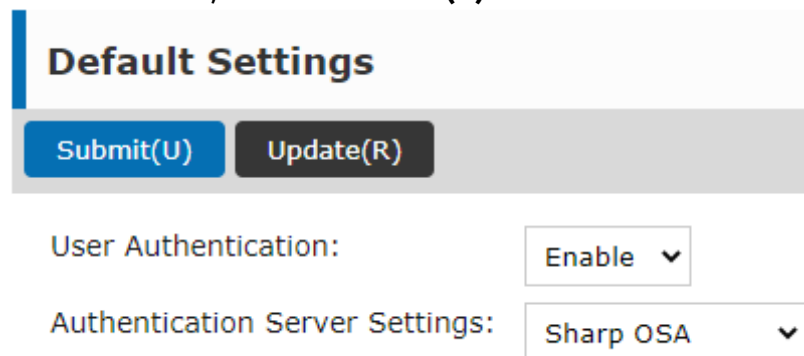 Default Settings
Submit(U) Update(R)
User Authentication: Enable
Authentication Server Settings: Sharp OSA